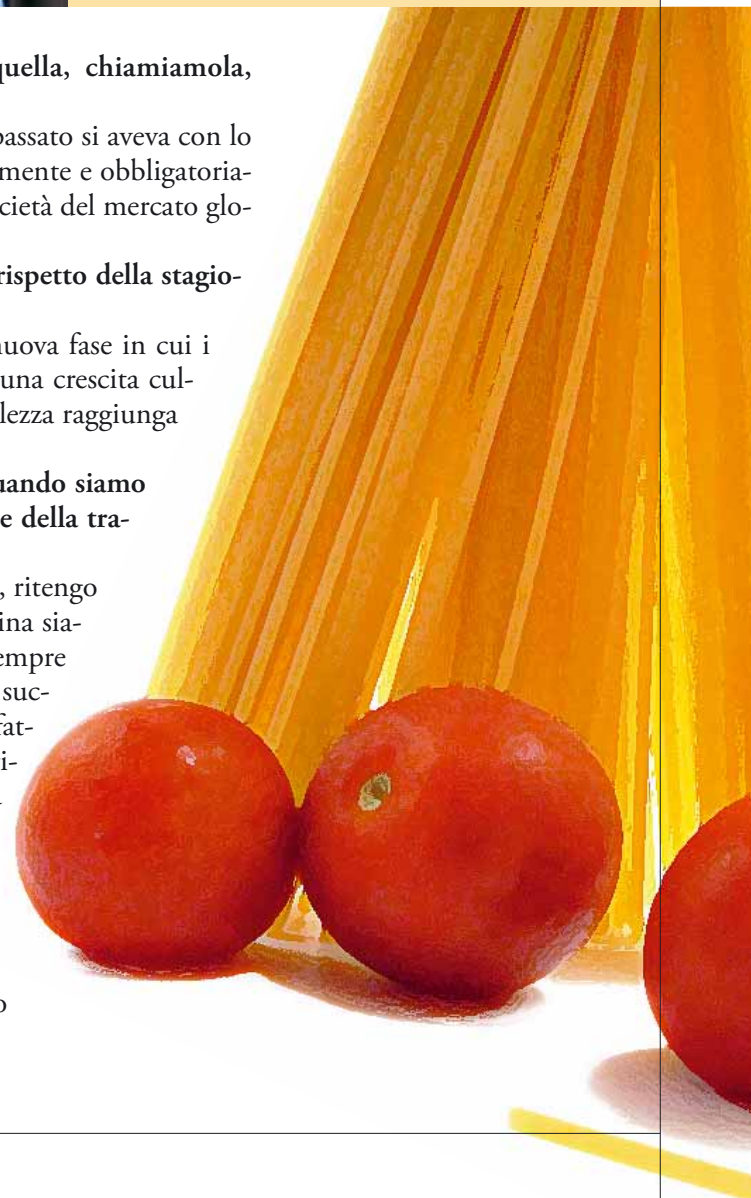 quella, chiamiamola,
passato si aveva con lo
mente e obbligatoria-
cietà del mercato glo-
rispetto della stagio-
nuova fase in cui i
una crescita cul-
lezza raggiunga
uando siamo
e della tra-
, ritengo
ina sia-
empre
suc-
fat-
i-